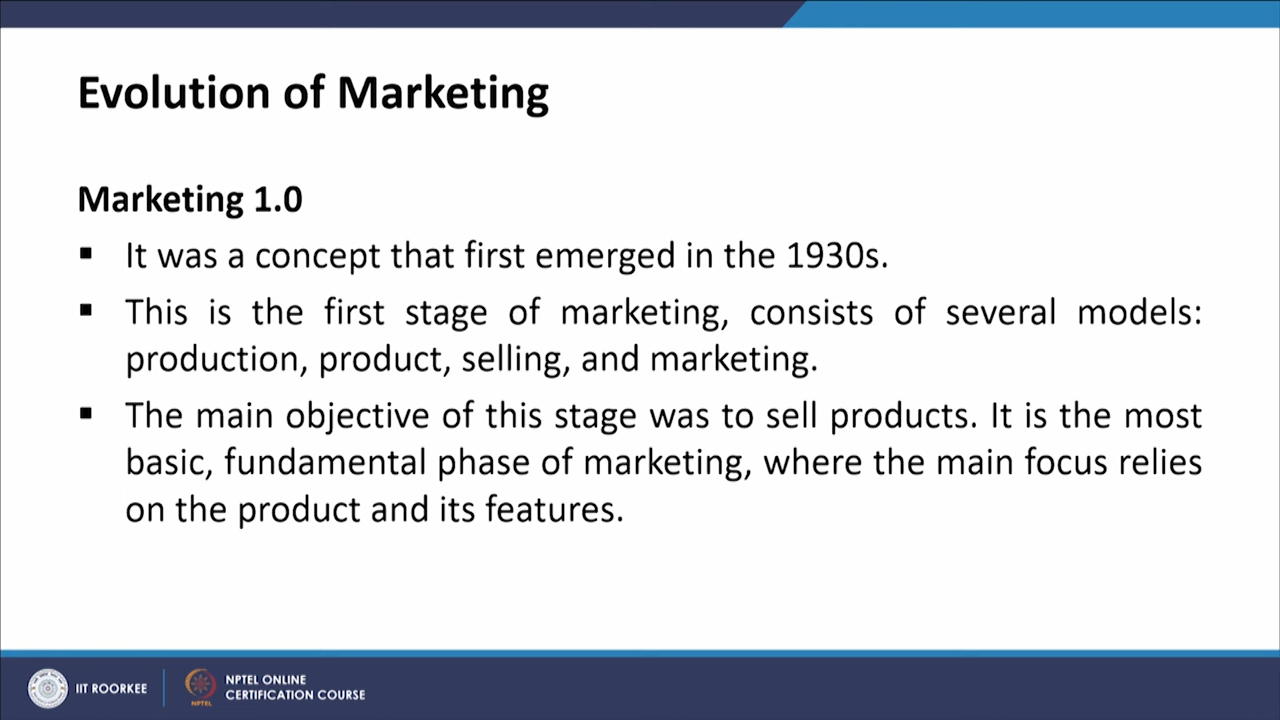 Evolution of Marketing
Marketing 1.0
▪ It was a concept that first emerged in the 1930s.
▪ This is the first stage of marketing, consists of several models:
production, product, selling, and marketing.
▪ The main objective of this stage was to sell products. It is the most
basic, fundamental phase of marketing, where the main focus relies
on the product and its features.
IIT ROORKEE
NPTEL
NPTEL ONLINE
CERTIFICATION COURSE